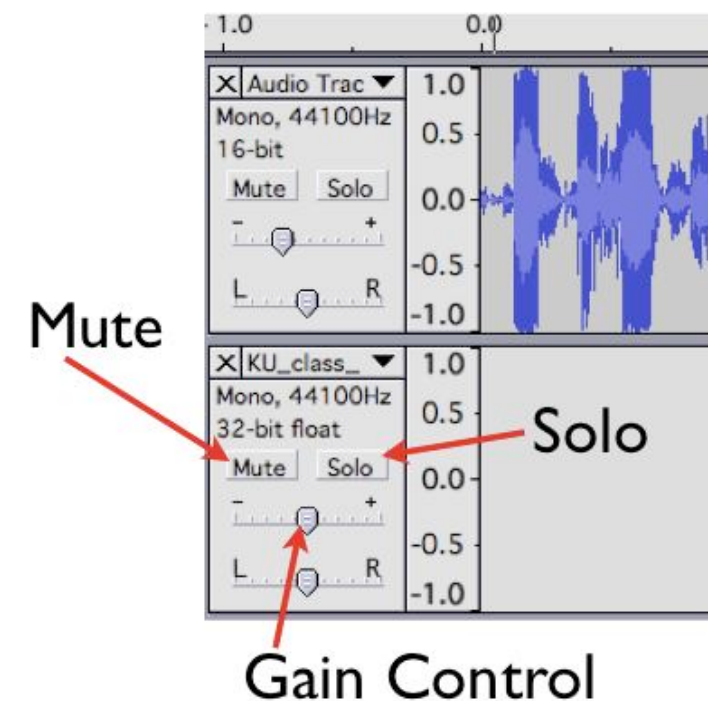 - 1.0 0.0
X Audio Trac ▼ 1.0
Mono, 44100Hz
16-bit 0.5
Mute Solo 0.0
- +
-0.5
L R
-1.0
Mute
X KU_class_ ▼ 1.0
Mono, 44100Hz
32-bit float 0.5
Solo
Mute Solo 0.0
- +
-0.5
L R
-1.0
Gain Control